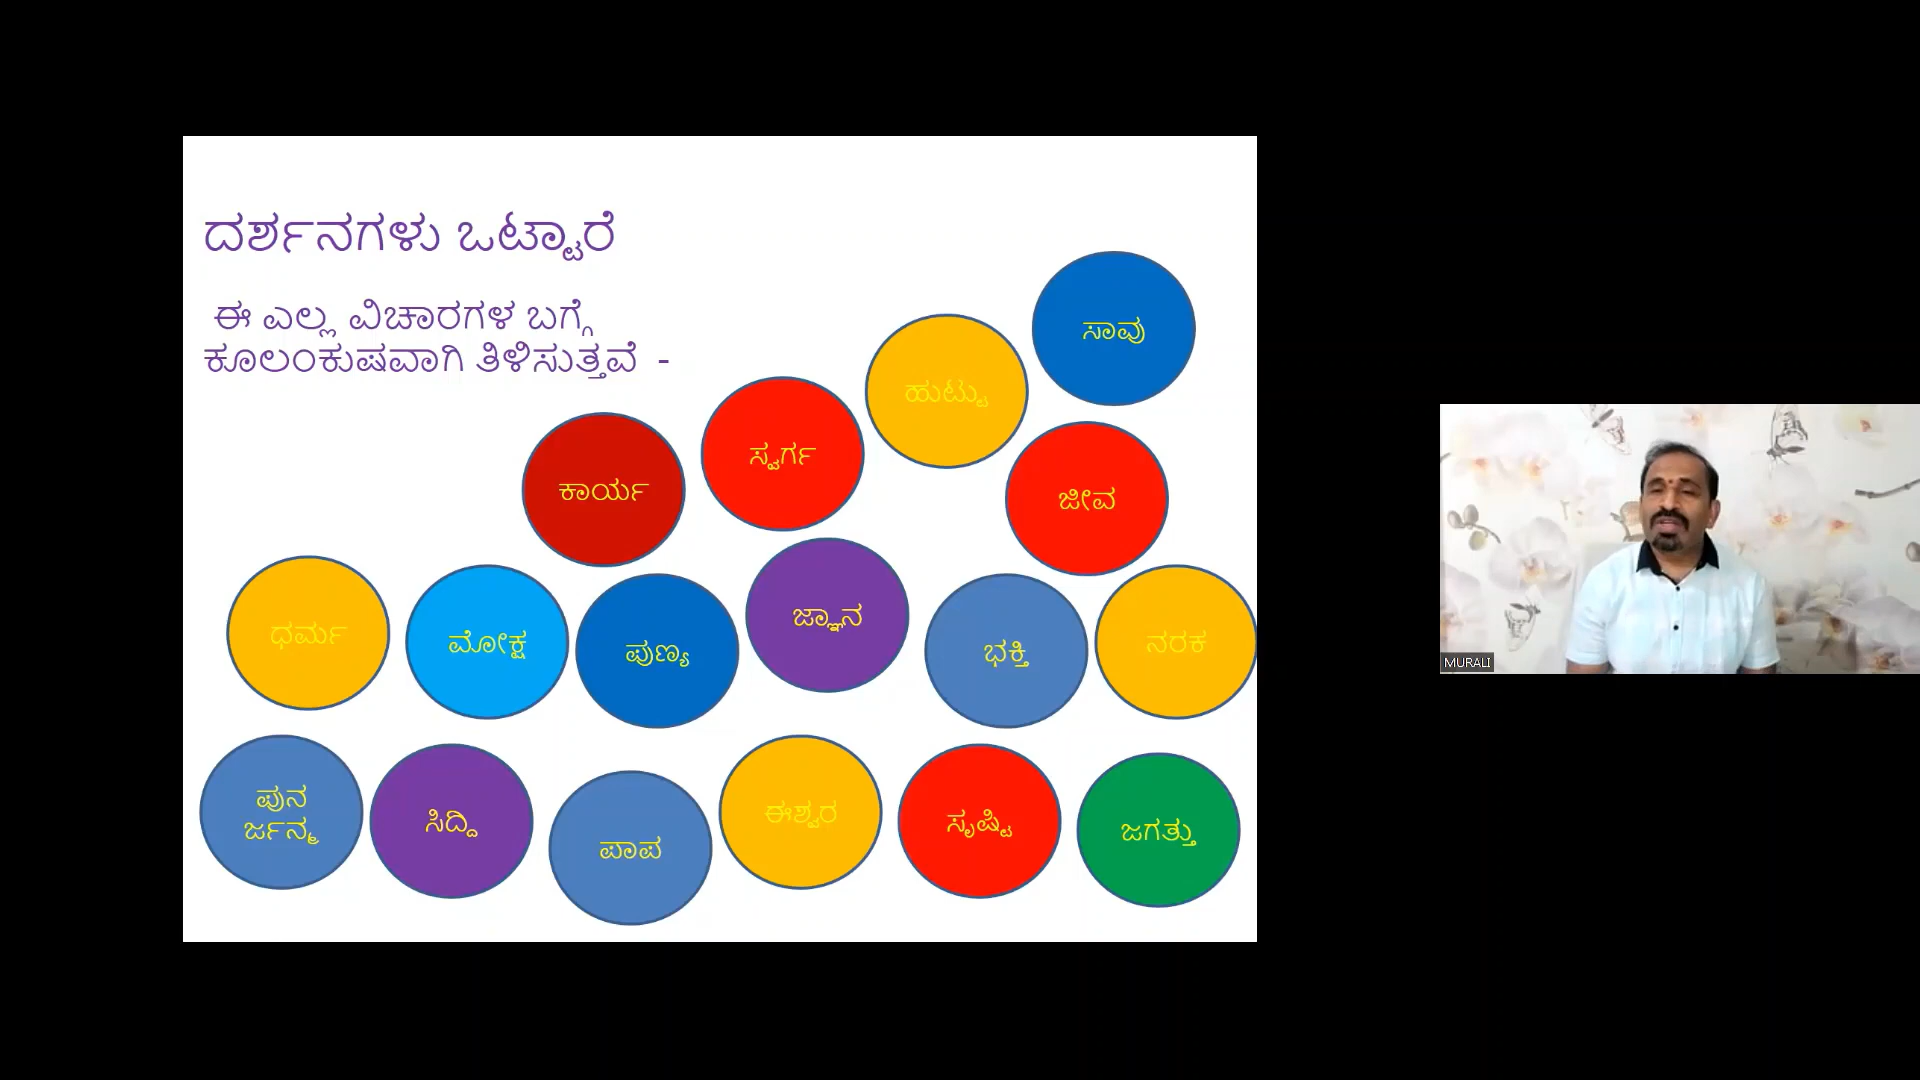 ದರ್ಶನಗಳು ಒಟ್ಟಾರೆ
ಈ ಎಲ್ಲ ವಿಚಾರಗಳ ಬಗ್ಗೆ
ಕೂಲಂಕುಷವಾಗಿ ತಿಳಿಸುತ್ತವೆ -
ಸಾವು
ಹುಟ್ಟು
ಸ್ವರ್ಗ
ಕಾರ್ಯ
ಜೀವ
ಧರ್ಮ
ಮೋಕ್ಷ
ಪುಣ್ಯ
ಜ್ಞಾನ
ಭಕ್ತಿ
ನರಕ
ಪುನ
ರ್ಜನ್ಮ
ಸಿದ್ದಿ
ಪಾಪ
ಈಶ್ವರ
ಸೃಷ್ಟಿ
ಜಗತ್ತು
MURALI